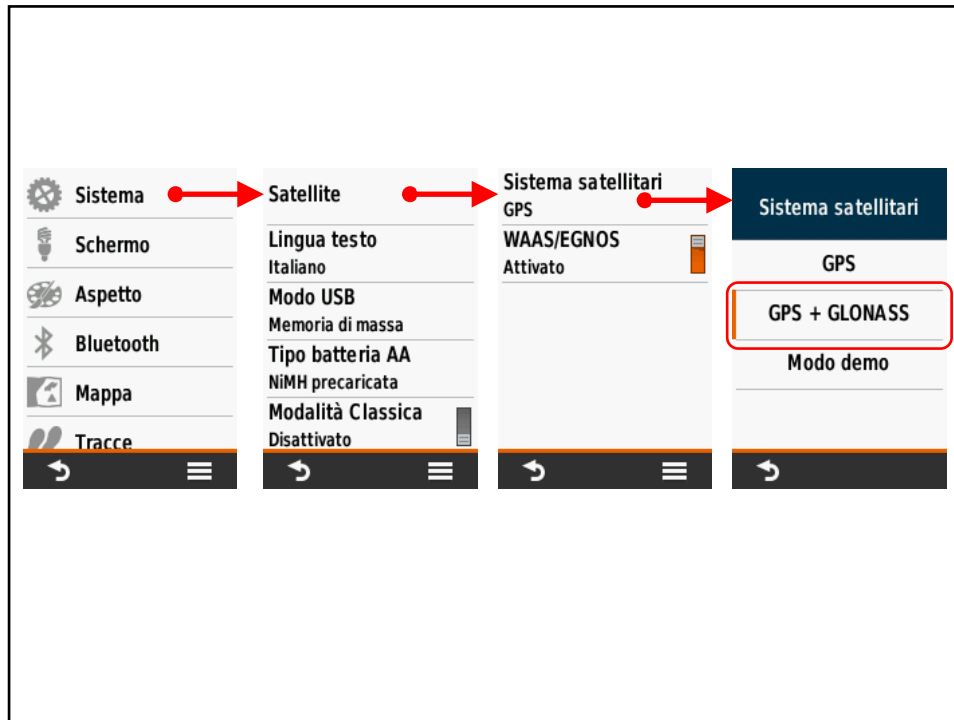 Sistema
Schermo
Aspetto
Bluetooth
Mappa
Tracce
Satellite
Lingua testo
Italiano
Modo USB
Memoria di massa
Tipo batteria AA
NiMH precaricata
Modalità Classica
Disattivato
Sistema satellitari
GPS
WAAS/EGNOS
Attivato
Sistema satellitari
GPS
GPS + GLONASS
Modo demo